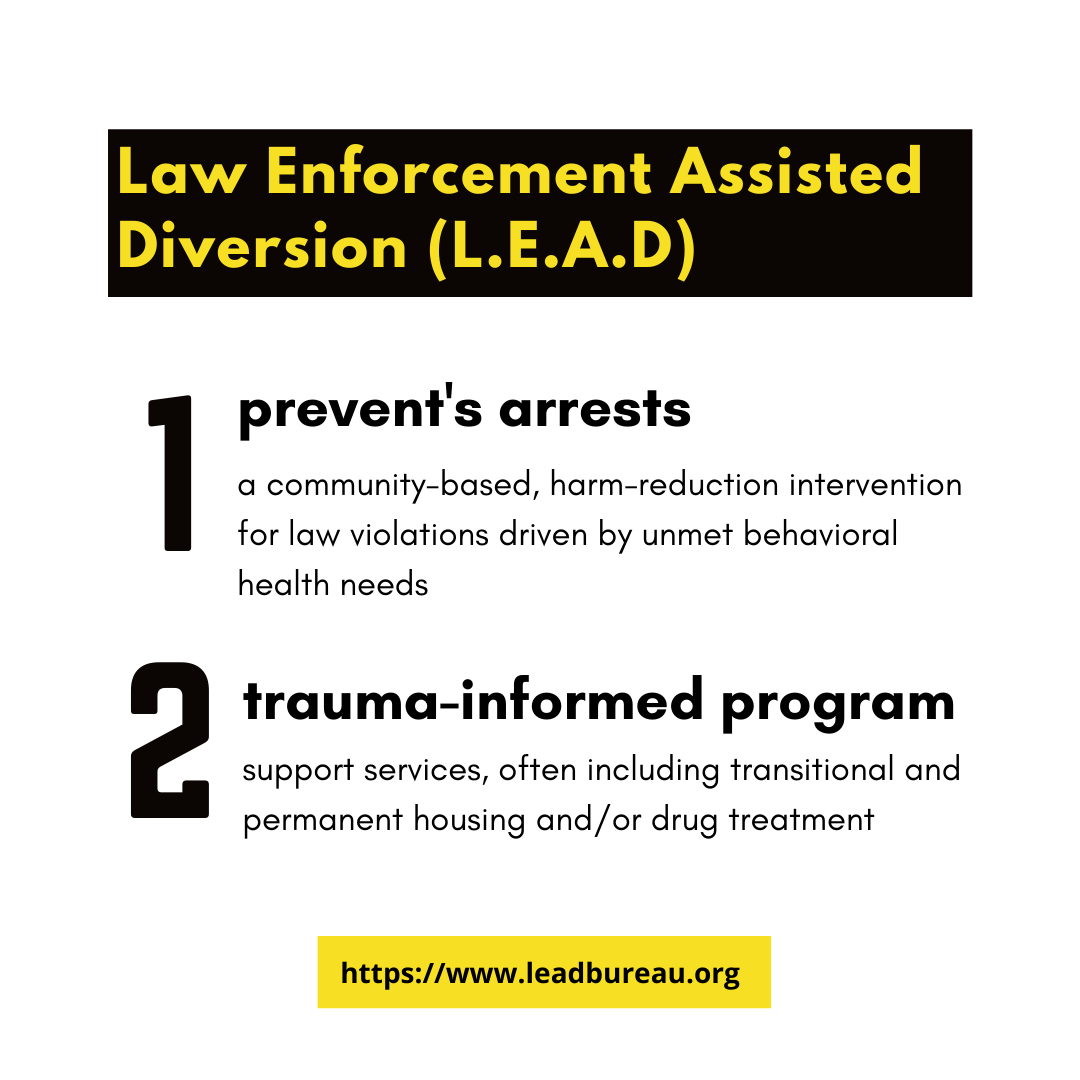 Law Enforcement Assisted
Diversion (L.E.A.D)
1
prevent's arrests
a community-based, harm-reduction intervention
for law violations driven by unmet behavioral
health needs
2
trauma-informed program
support services, often including transitional and
permanent housing and/or drug treatment
https://www.leadbureau.org